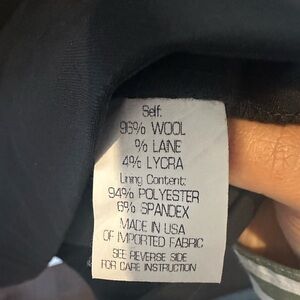 Self:
96% WOOL
% LANE
4% LYCRA
Lining Content:
94% POLYESTER
6% SPANDEX
MADE IN USA
OF IMPORTED FABRIC
SEE REVERSE SIDE
FOR CARE INSTRUCTION